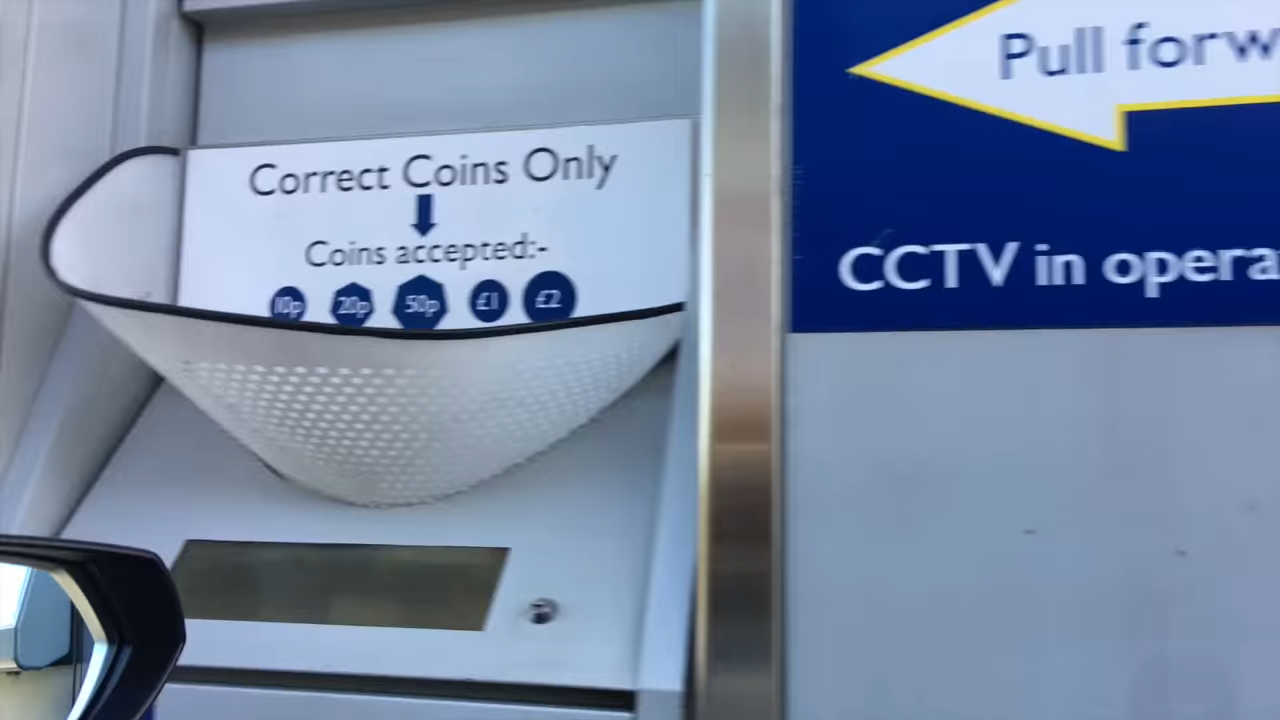 Correct Coins Only
Coins accepted:-
10p 20p 50p £1 £2
Pull forw
CCTV in opera